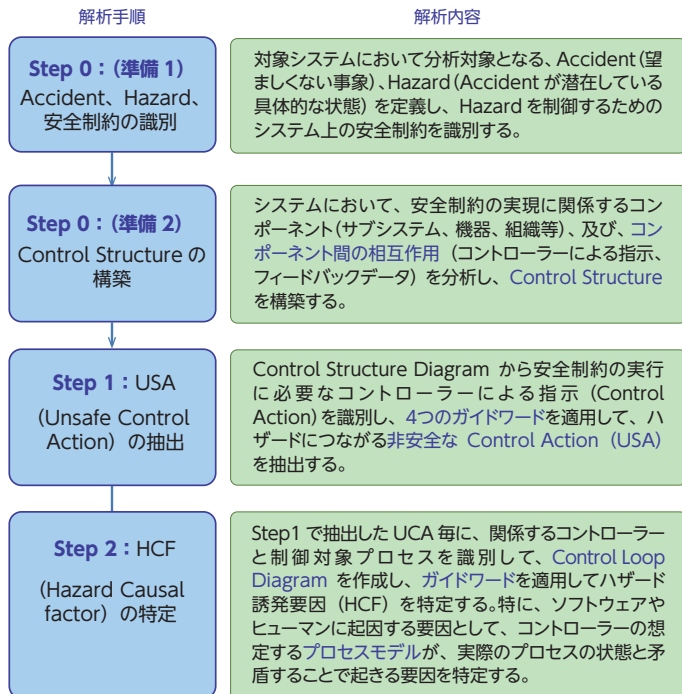 解析手順
解析内容
Step 0：（準備 1）
Accident、Hazard、
安全制約の識別
対象システムにおいて分析対象となる、Accident（望
ましくない事象）、Hazard（Accident が潜在している
具体的な状態）を定義し、Hazard を制御するための
システム上の安全制約を識別する。
Step 0：（準備 2）
Control Structure の
構築
システムにおいて、安全制約の実現に関係するコン
ポーネント（サブシステム、機器、組織等）、及び、コン
ポーネント間の相互作用（コントローラーによる指示、
フィードバックデータ）を分析し、Control Structure
を構築する。
Step 1：USA
（Unsafe Control
Action）の抽出
Control Structure Diagram から安全制約の実行
に必要なコントローラーによる指示（Control
Action）を識別し、4つのガイドワードを適用して、ハ
ザードにつながる非安全な Control Action（USA）
を抽出する。
Step 2：HCF
（Hazard Causal
factor）の特定
Step1 で抽出した UCA 毎に、関係するコントローラー
と制御対象プロセスを識別して、Control Loop
Diagram を作成し、ガイドワードを適用してハザード
誘発要因（HCF）を特定する。特に、ソフトウェアや
ヒューマンに起因する要因として、コントローラーの想
定するプロセスモデルが、実際のプロセスの状態と矛
盾することで起きる要因を特定する。